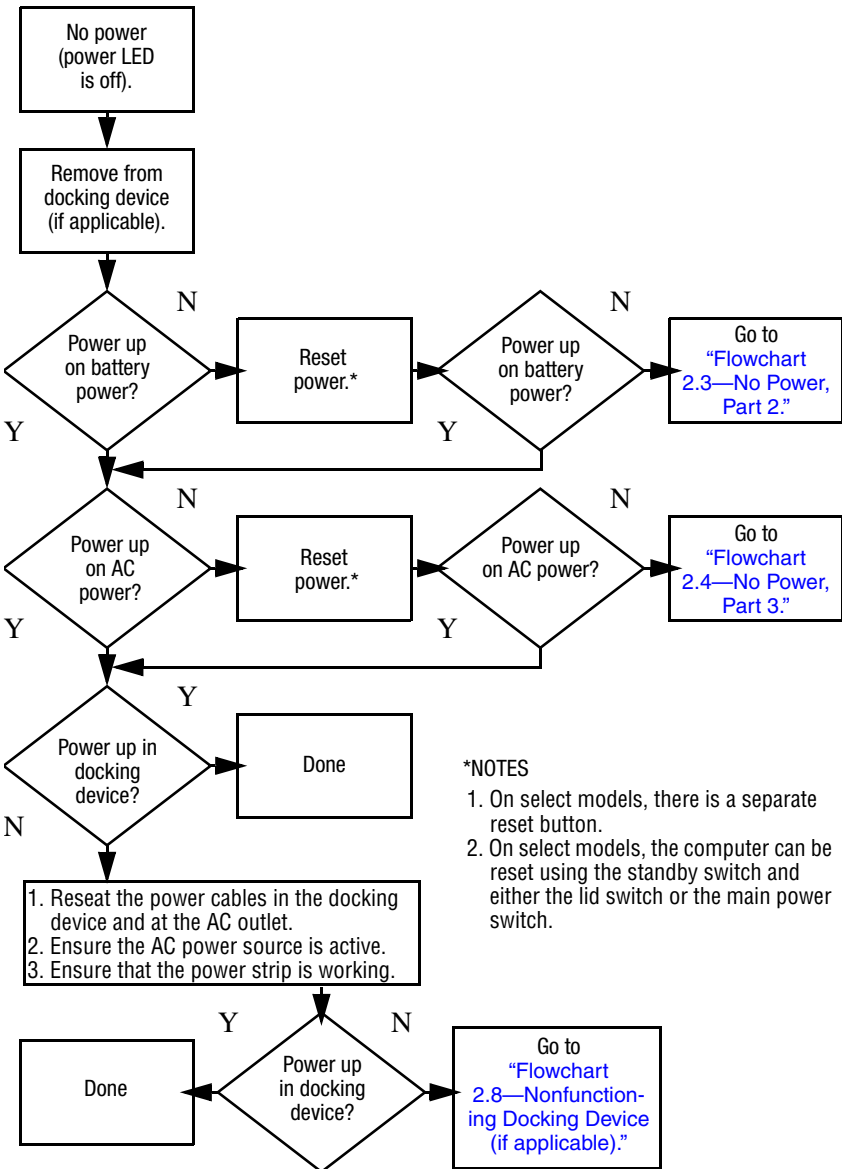 No power
(power LED
is off).
Remove from
docking device
(if applicable).
N
N
Power up
on battery
power?
Reset
power.*
Power up
on battery
power?
Go to
“Flowchart
2.3—No Power,
Part 2.”
Y
Y
N
N
Power up
on AC
power?
Reset
power.*
Power up
on AC power?
Go to
“Flowchart
2.4—No Power,
Part 3.”
Y
Y
Y
Power up in
docking
device?
Done
N
*NOTES
1. On select models, there is a separate
reset button.
2. On select models, the computer can be
reset using the standby switch and
either the lid switch or the main power
switch.
1. Reseat the power cables in the docking
device and at the AC outlet.
2. Ensure the AC power source is active.
3. Ensure that the power strip is working.
Y
N
Done
Power up
in docking
device?
Go to
“Flowchart
2.8—Nonfunction-
ing Docking Device
(if applicable).”